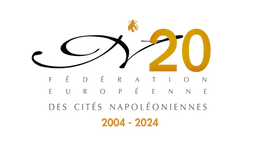 N 20
FÉDÉRATION
EUROPÉENNE
DES CITÉS NAPOLÉONIENNES
2004 - 2024